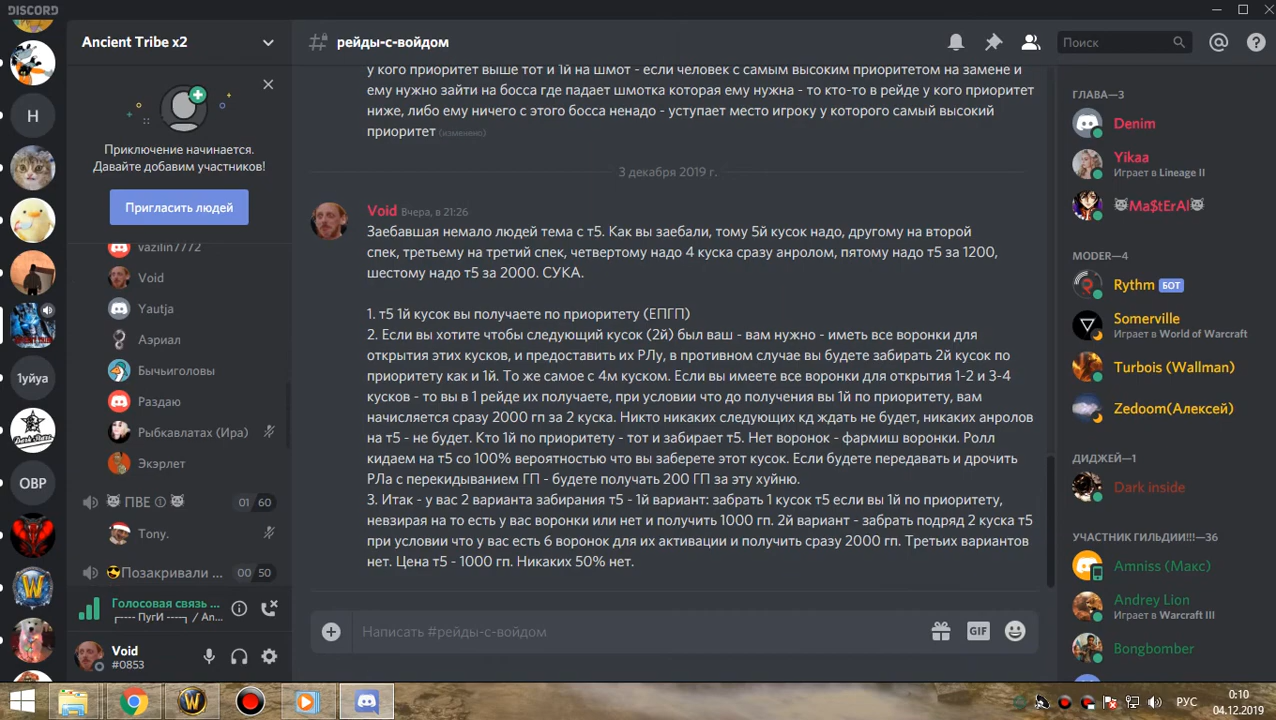 DISCORD
Ancient Tribe x2
рейды-с-войдом
Поиск
Приключение начинается.
Давайте добавим участников!
Пригласить людей
vazilin7772
Void
Yautja
Аэриал
Бычьиголовы
Раздаю
Рыбкавлатах (Ира)
Экэрлет
ПВЕ
01 60
Tony.
Позакривали ...
00 50
Голосовая связь ...
┌---- ПугИ ----┐ / An...
Void
#0853
Н
1уйуа
ОВР
у кого приоритет выше тот и 1й на шмот - если человек с самым высоким приоритетом на замене и
ему нужно зайти на босса где падает шмотка которая ему нужна - то кто-то в рейде у кого приоритет
ниже, либо ему ничего с этого босса ненадо - уступает место игроку у которого самый высокий
приоритет (изменено)
3 декабря 2019 г.
Void Вчера, в 21:26
Заебавшая немало людей тема с т5. Как вы заебали, тому 5й кусок надо, другому на второй
спек, третьему на третий спек, четвертому надо 4 куска сразу анролом, пятому надо т5 за 1200,
шестому надо т5 за 2000. СУКА.
1. т5 1й кусок вы получаете по приоритету (ЕПГП)
2. Если вы хотите чтобы следующий кусок (2й) был ваш - вам нужно - иметь все воронки для
открытия этих кусков, и предоставить их РЛу, в противном случае вы будете забирать 2й кусок по
приоритету как и 1й. То же самое с 4м куском. Если вы имеете все воронки для открытия 1-2 и 3-4
кусков - то вы в 1 рейде их получаете, при условии что до получения вы 1й по приоритету, вам
начисляется сразу 2000 гп за 2 куска. Никто никаких следующих кд ждать не будет, никаких анролов
на т5 - не будет. Кто 1й по приоритету - тот и забирает т5. Нет воронок - фармиш воронки. Ролл
кидаем на т5 со 100% вероятностью что вы заберете этот кусок. Если будете передавать и дрочить
РЛа с перекидыванием ГП - будете получать 200 ГП за эту хуйню.
3. Итак - у вас 2 варианта забирания т5 - 1й вариант: забрать 1 кусок т5 если вы 1й по приоритету,
невзирая на то есть у вас воронки или нет и получить 1000 гп. 2й вариант - забрать подряд 2 куска т5
при условии что у вас есть 6 воронок для их активации и получить сразу 2000 гп. Третьих вариантов
нет. Цена т5 - 1000 гп. Никаких 50% нет.
Написать #рейды-с-войдом
GIF
ГЛАВА—3
Denim
Yikaa
Играет в Lineage II
Ma$tErAl
MODER—4
Rythm БОТ
Somerville
Играет в World of Warcraft
Turbois (Wallman)
Zedoom(Алексей)
ДИДЖЕЙ—1
Dark inside
УЧАСТНИК ГИЛЬДИИ!!!—36
Amniss (Макс)
Andrey Lion
Играет в Warcraft III
Bongbomber
РУС
0:10
04.12.2019